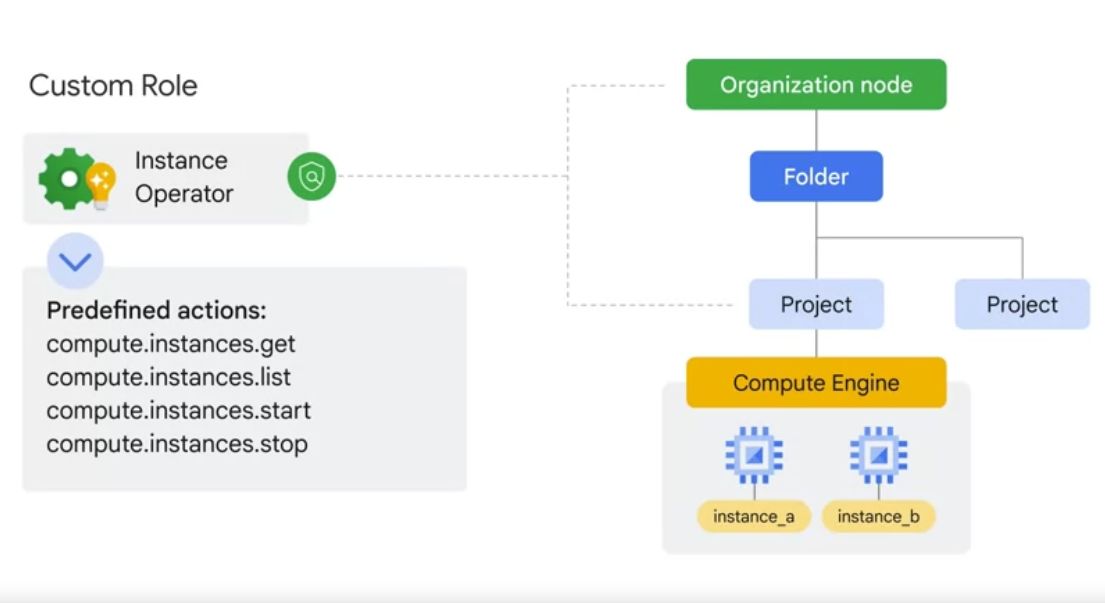 Custom Role
Instance
Operator
Predefined actions:
compute.instances.get
compute.instances.list
compute.instances.start
compute.instances.stop
Organization node
Folder
Project
Project
Compute Engine
instance_a
instance_b